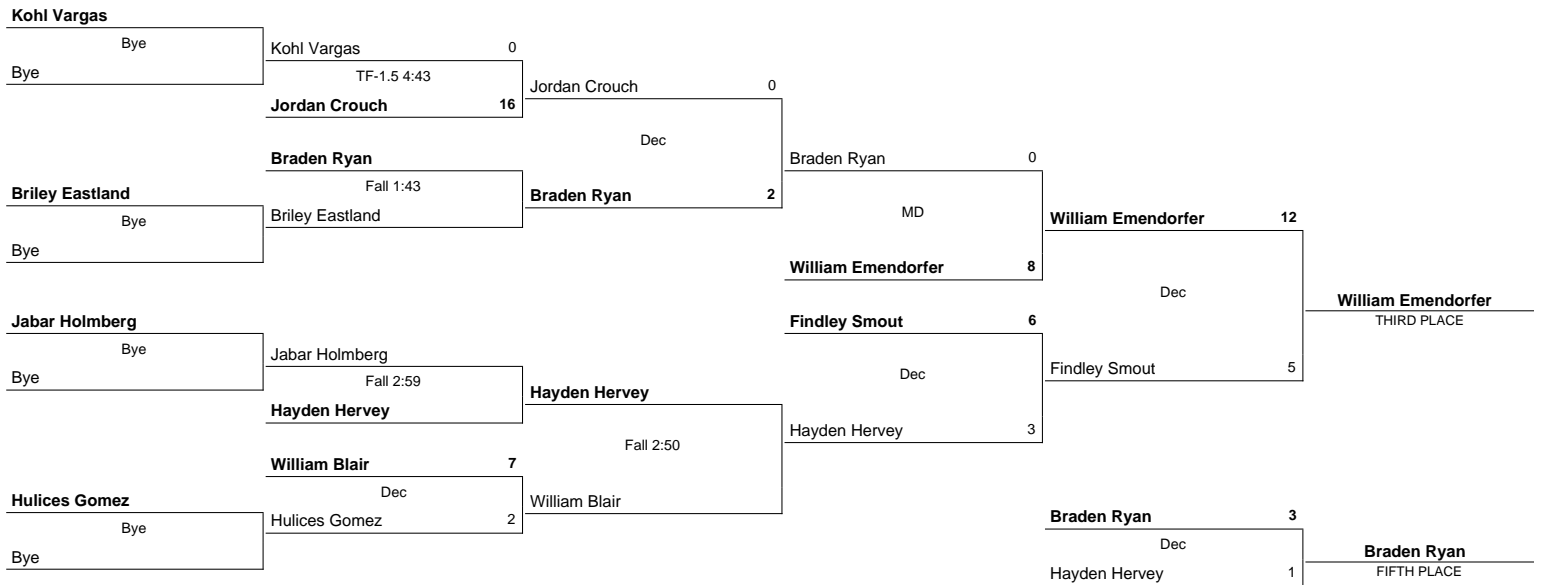 Kohl Vargas
Bye
Bye
Briley Eastland
Bye
Bye
Jabar Holmberg
Bye
Bye
Hulices Gomez
Bye
Bye
Kohl Vargas 0
TF-1.5 4:43
Jordan Crouch 16
Braden Ryan
Fall 1:43
Briley Eastland
Jabar Holmberg
Fall 2:59
Hayden Hervey
William Blair 7
Dec
Hulices Gomez 2
Jordan Crouch 0
Dec
Braden Ryan 2
Hayden Hervey
Fall 2:50
William Blair
Braden Ryan 0
MD
William Emendorfer 8
Findley Smout 6
Dec
Hayden Hervey 3
William Emendorfer 12
Dec
Findley Smout 5
William Emendorfer
THIRD PLACE
Braden Ryan 3
Dec
Hayden Hervey 1
Braden Ryan
FIFTH PLACE